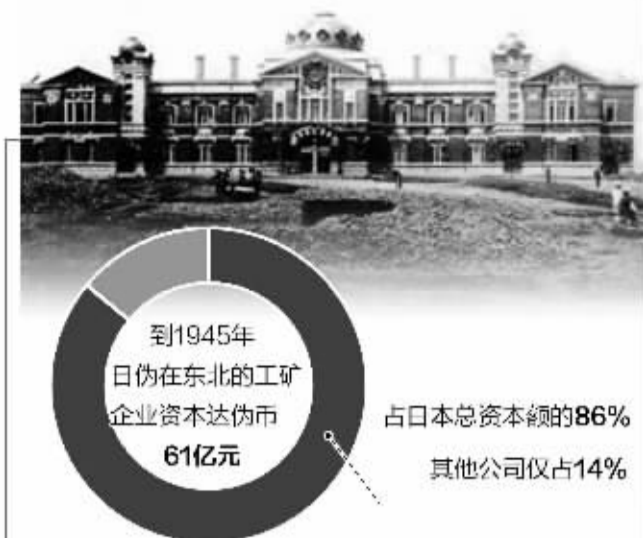 到1945年
日伪在东北的工矿
企业资本达伪币
61亿元
占日本总资本额的86%
其他公司仅占14%